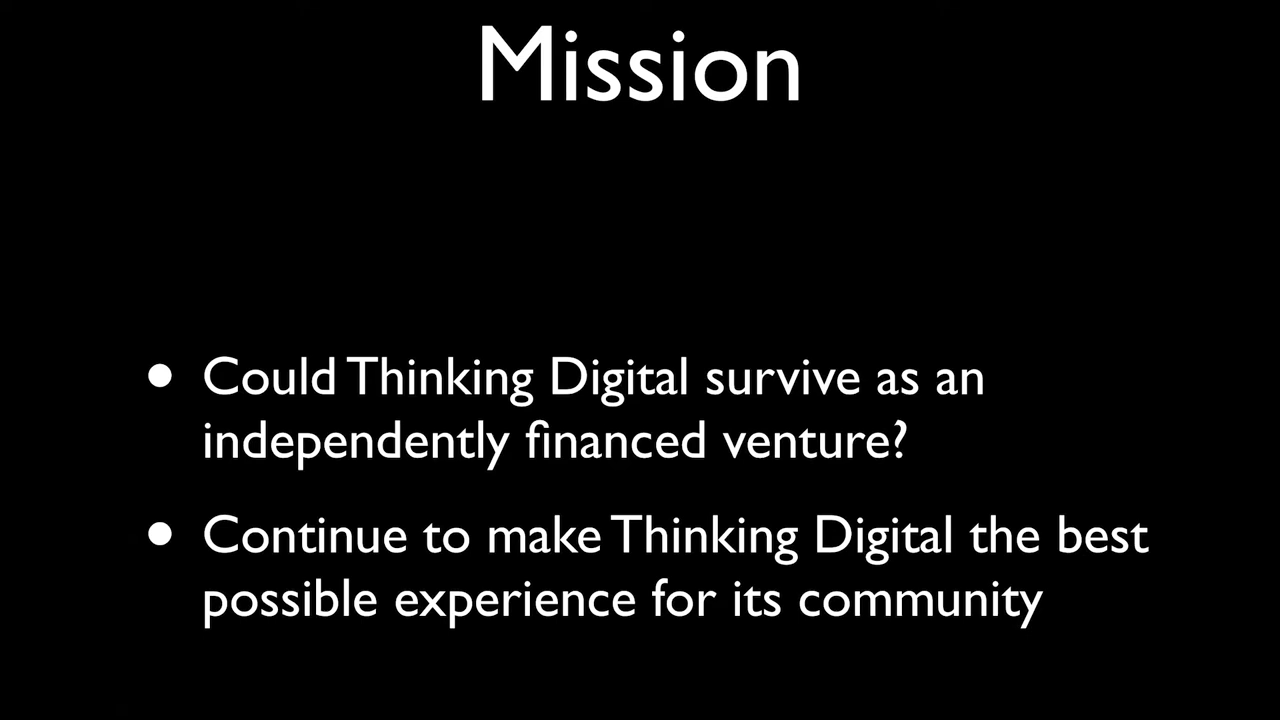 Mission
• Could Thinking Digital survive as an
independently financed venture?
• Continue to make Thinking Digital the best
possible experience for its community